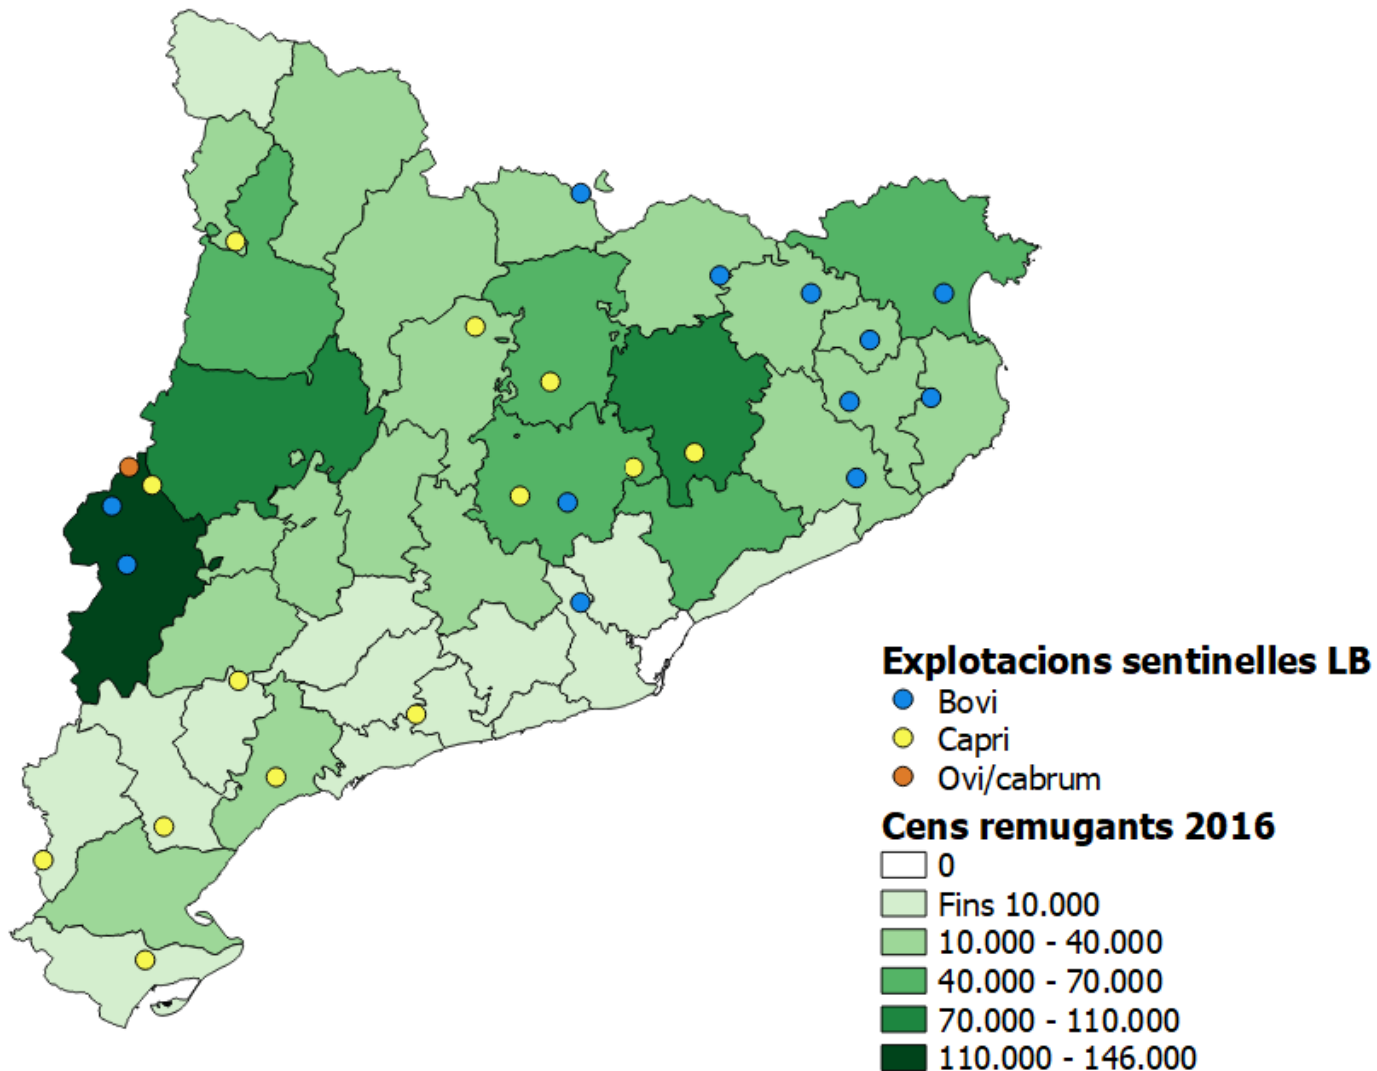 Explotacions sentinelles LB
Bovi
Capri
Ovi/cabrum
Cens remugants 2016
0
Fins 10.000
10.000 - 40.000
40.000 - 70.000
70.000 - 110.000
110.000 - 146.000